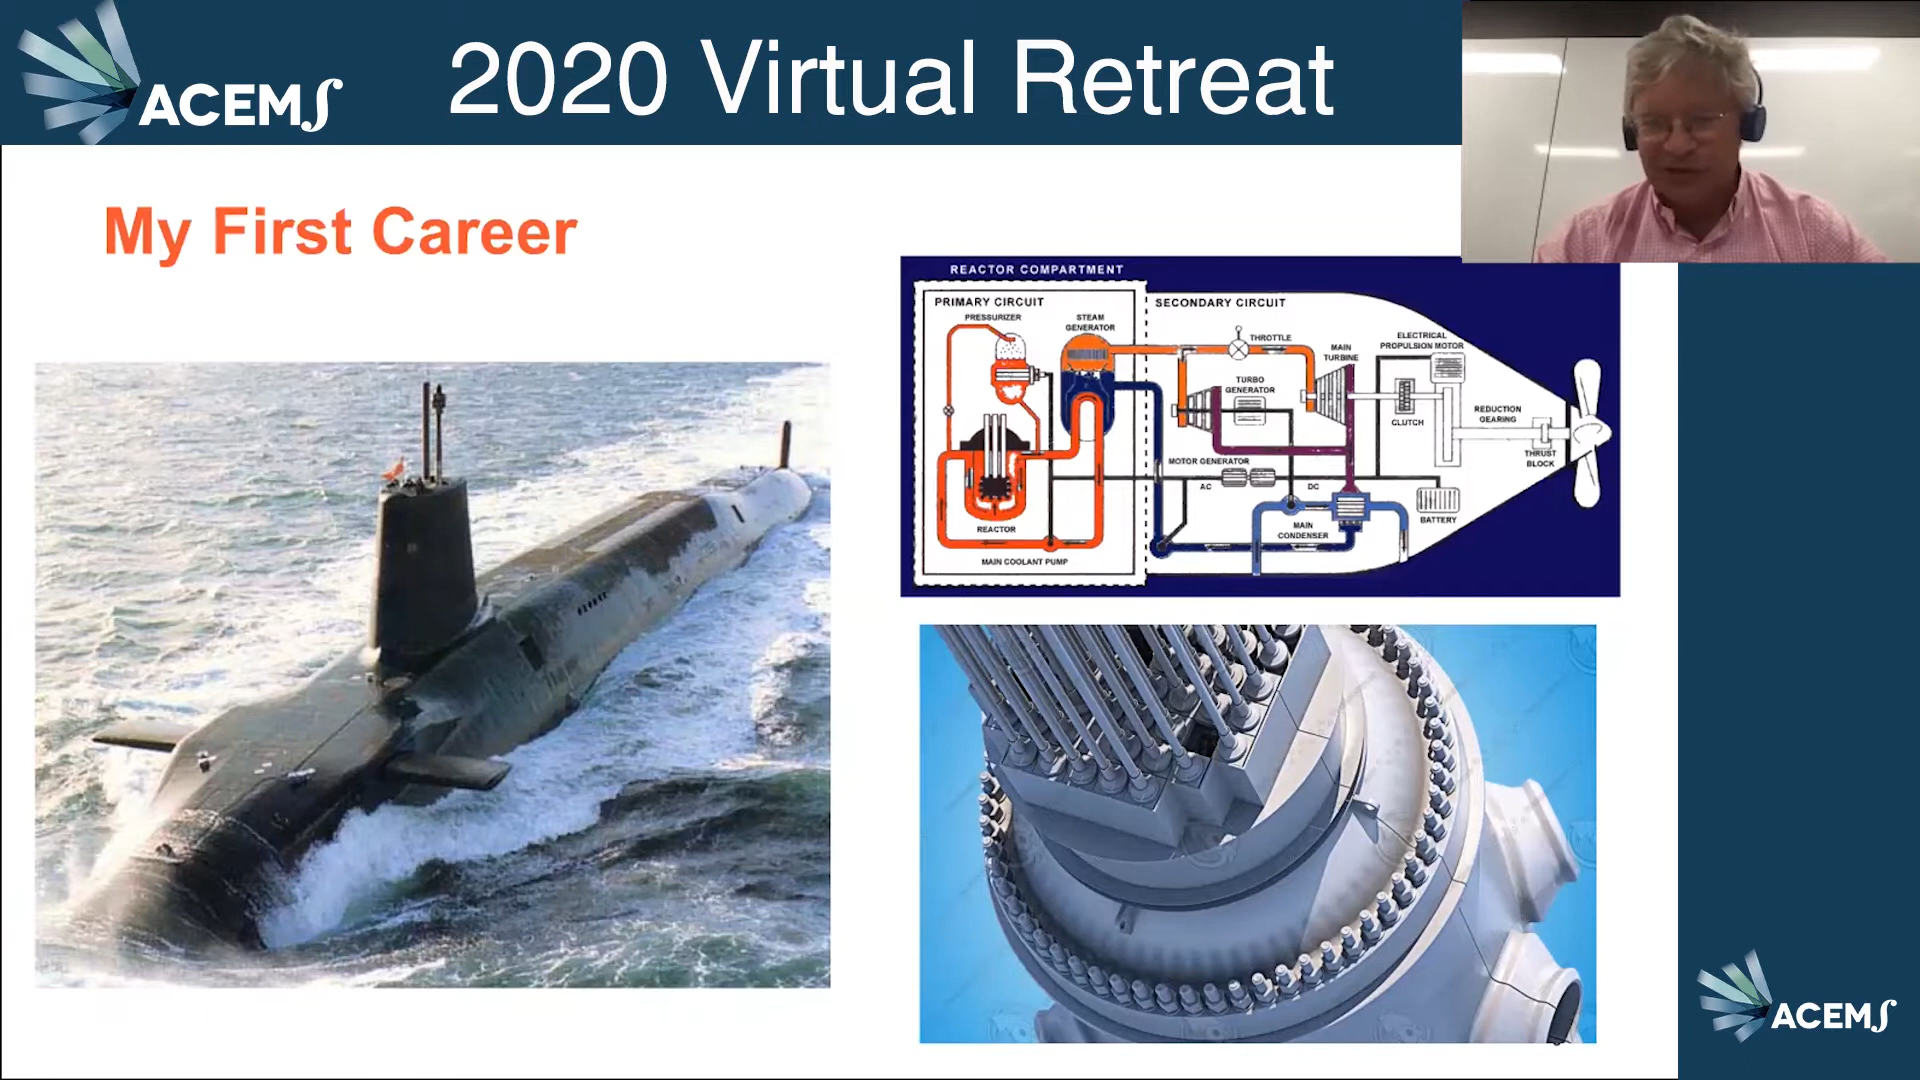 ACEMS
2020 Virtual Retreat
My First Career
REACTOR COMPARTMENT
PRIMARY CIRCUIT
SECONDARY CIRCUIT
PRESSURIZER
STEAM
GENERATOR
THROTTLE
MAIN
TURBINE
ELECTRICAL
PROPULSION MOTOR
TURBO
GENERATOR
CLUTCH
REDUCTION
GEARING
THRUST
BLOCK
MOTOR GENERATOR
AC
DC
REACTOR
MAIN
CONDENSER
BATTERY
MAIN COOLANT PUMP
ACEMS